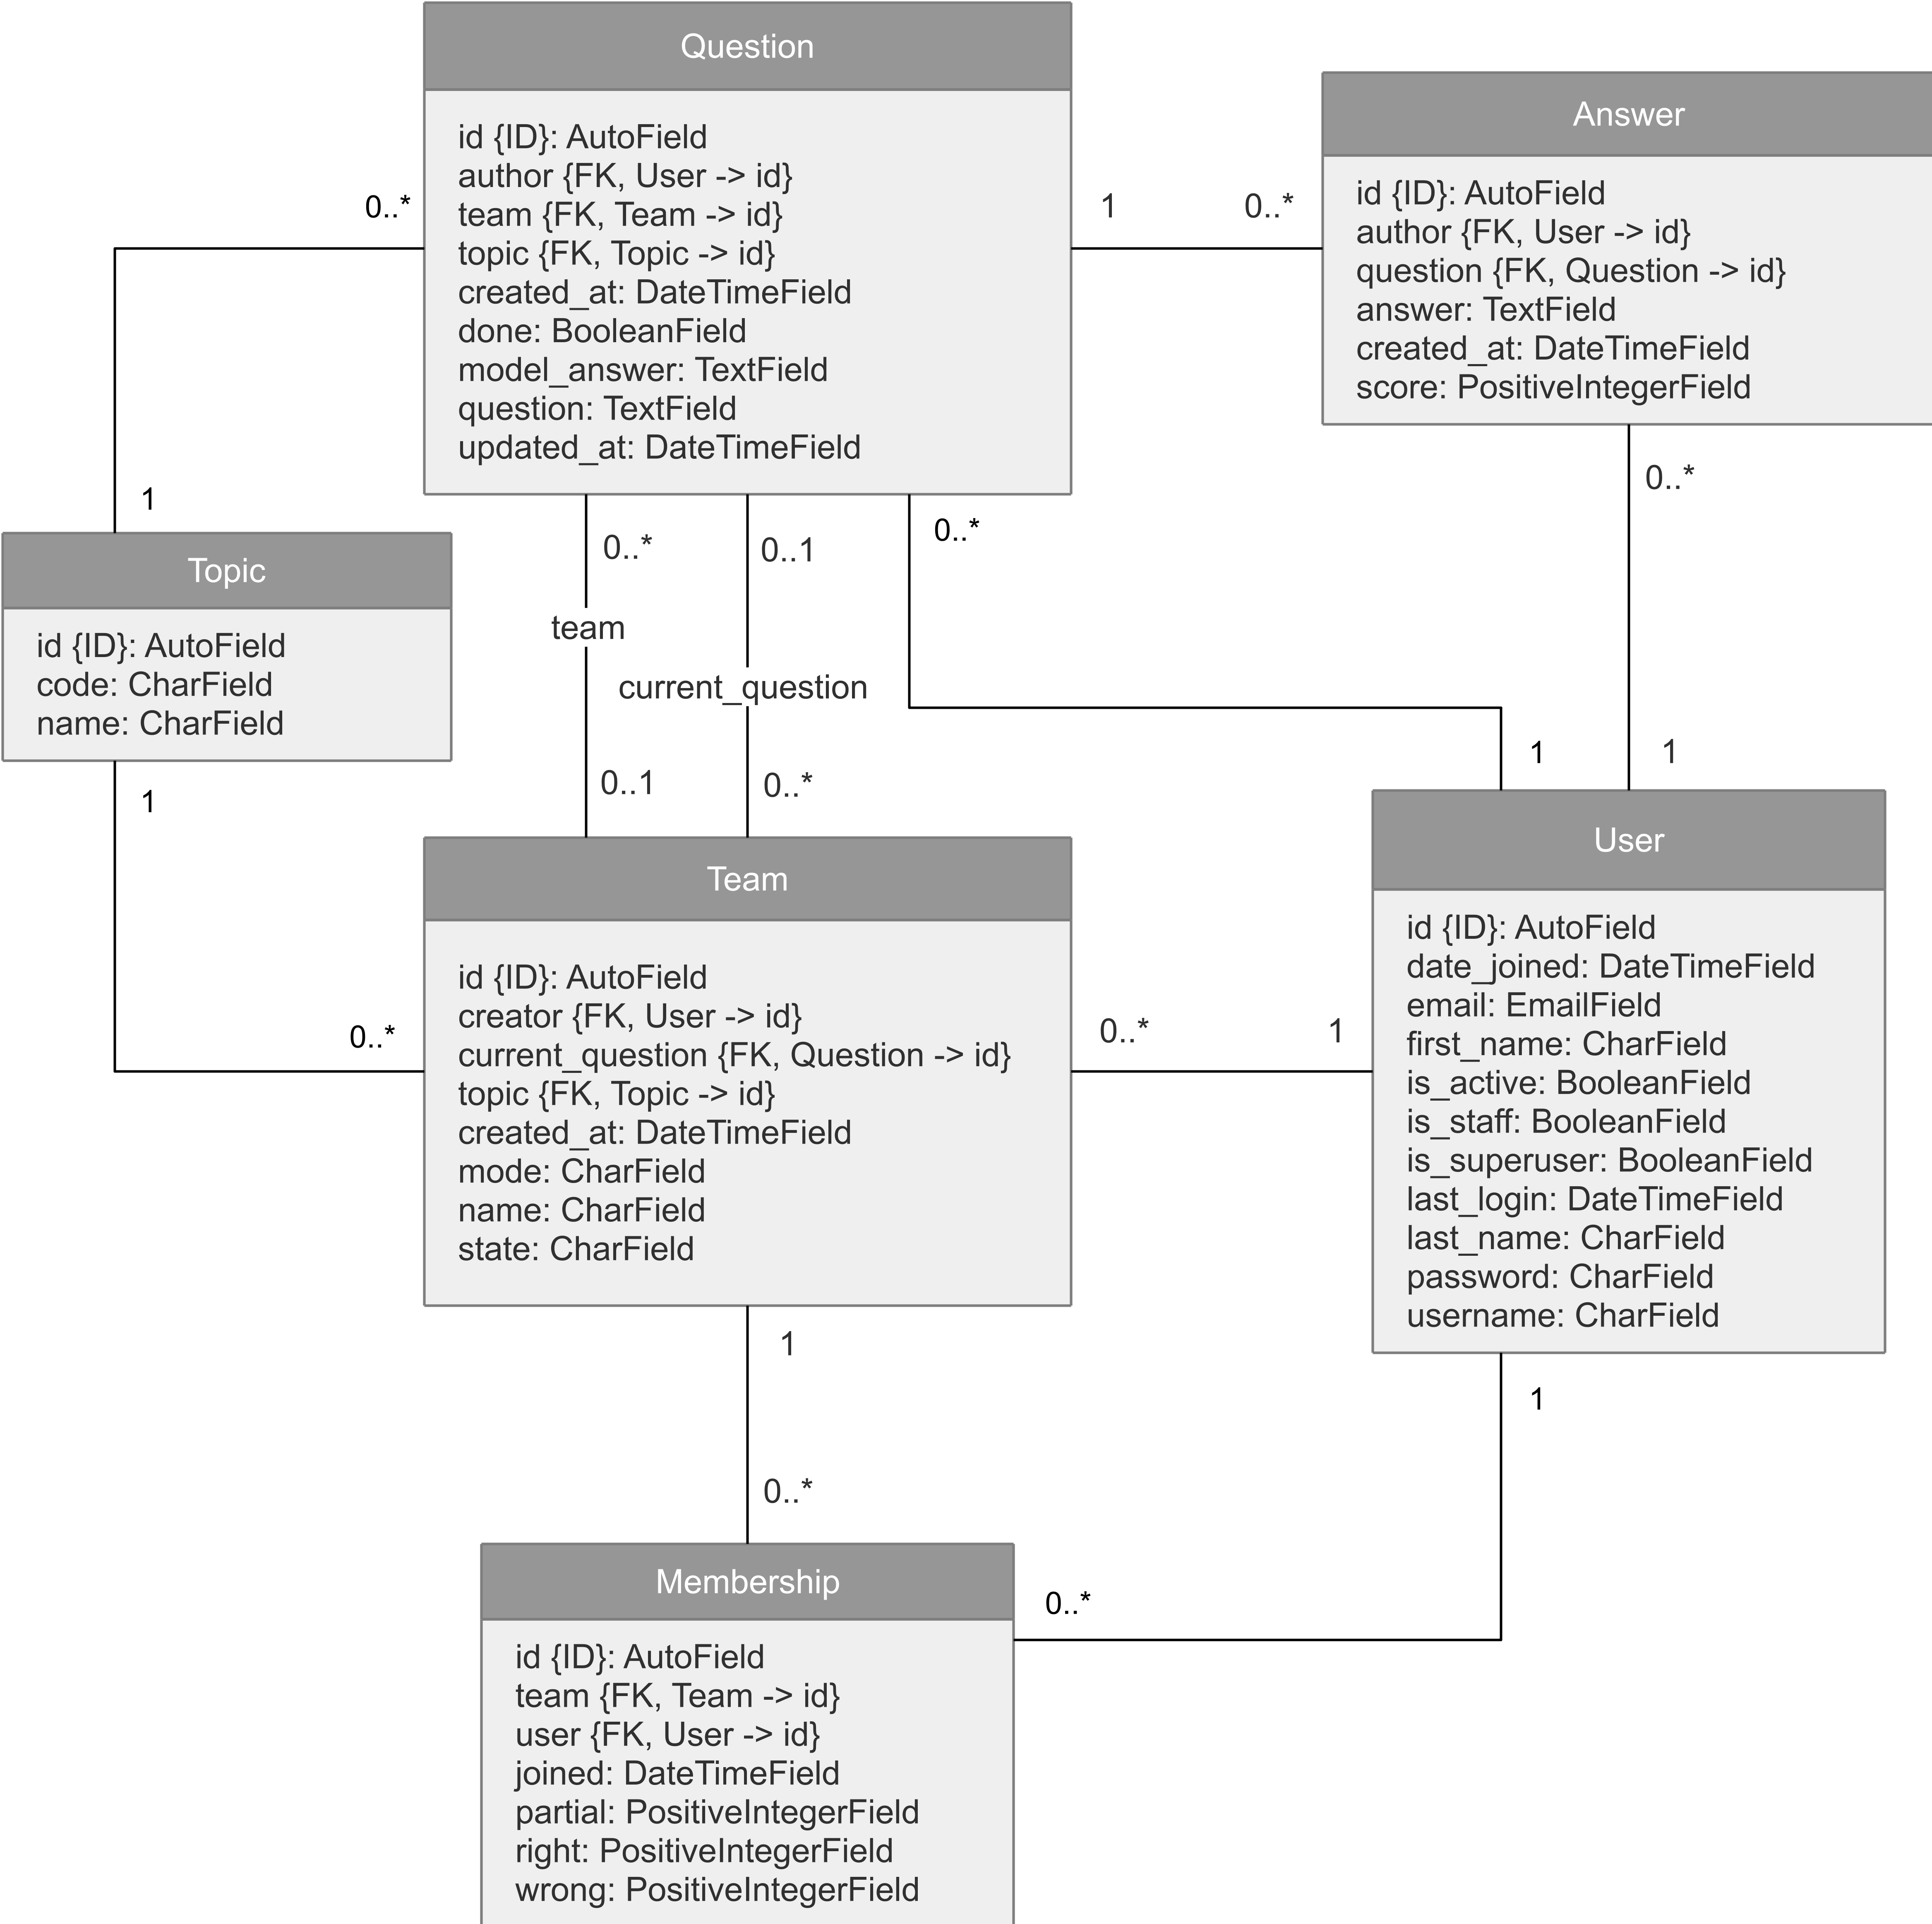 Question
id {ID}: AutoField
author {FK, User -> id}
team {FK, Team -> id}
topic {FK, Topic -> id}
created_at: DateTimeField
done: BooleanField
model_answer: TextField
question: TextField
updated_at: DateTimeField
Answer
id {ID}: AutoField
author {FK, User -> id}
question {FK, Question -> id}
answer: TextField
created_at: DateTimeField
score: PositiveIntegerField
0..*
1
0..*
1
0..*
0..1
0..*
0..*
Topic
id {ID}: AutoField
code: CharField
name: CharField
team
current_question
1
0..1
0..*
1
1
Team
id {ID}: AutoField
creator {FK, User -> id}
current_question {FK, Question -> id}
topic {FK, Topic -> id}
created_at: DateTimeField
mode: CharField
name: CharField
state: CharField
0..*
0..*
1
User
id {ID}: AutoField
date_joined: DateTimeField
email: EmailField
first_name: CharField
is_active: BooleanField
is_staff: BooleanField
is_superuser: BooleanField
last_login: DateTimeField
last_name: CharField
password: CharField
username: CharField
1
1
0..*
0..*
Membership
id {ID}: AutoField
team {FK, Team -> id}
user {FK, User -> id}
joined: DateTimeField
partial: PositiveIntegerField
right: PositiveIntegerField
wrong: PositiveIntegerField